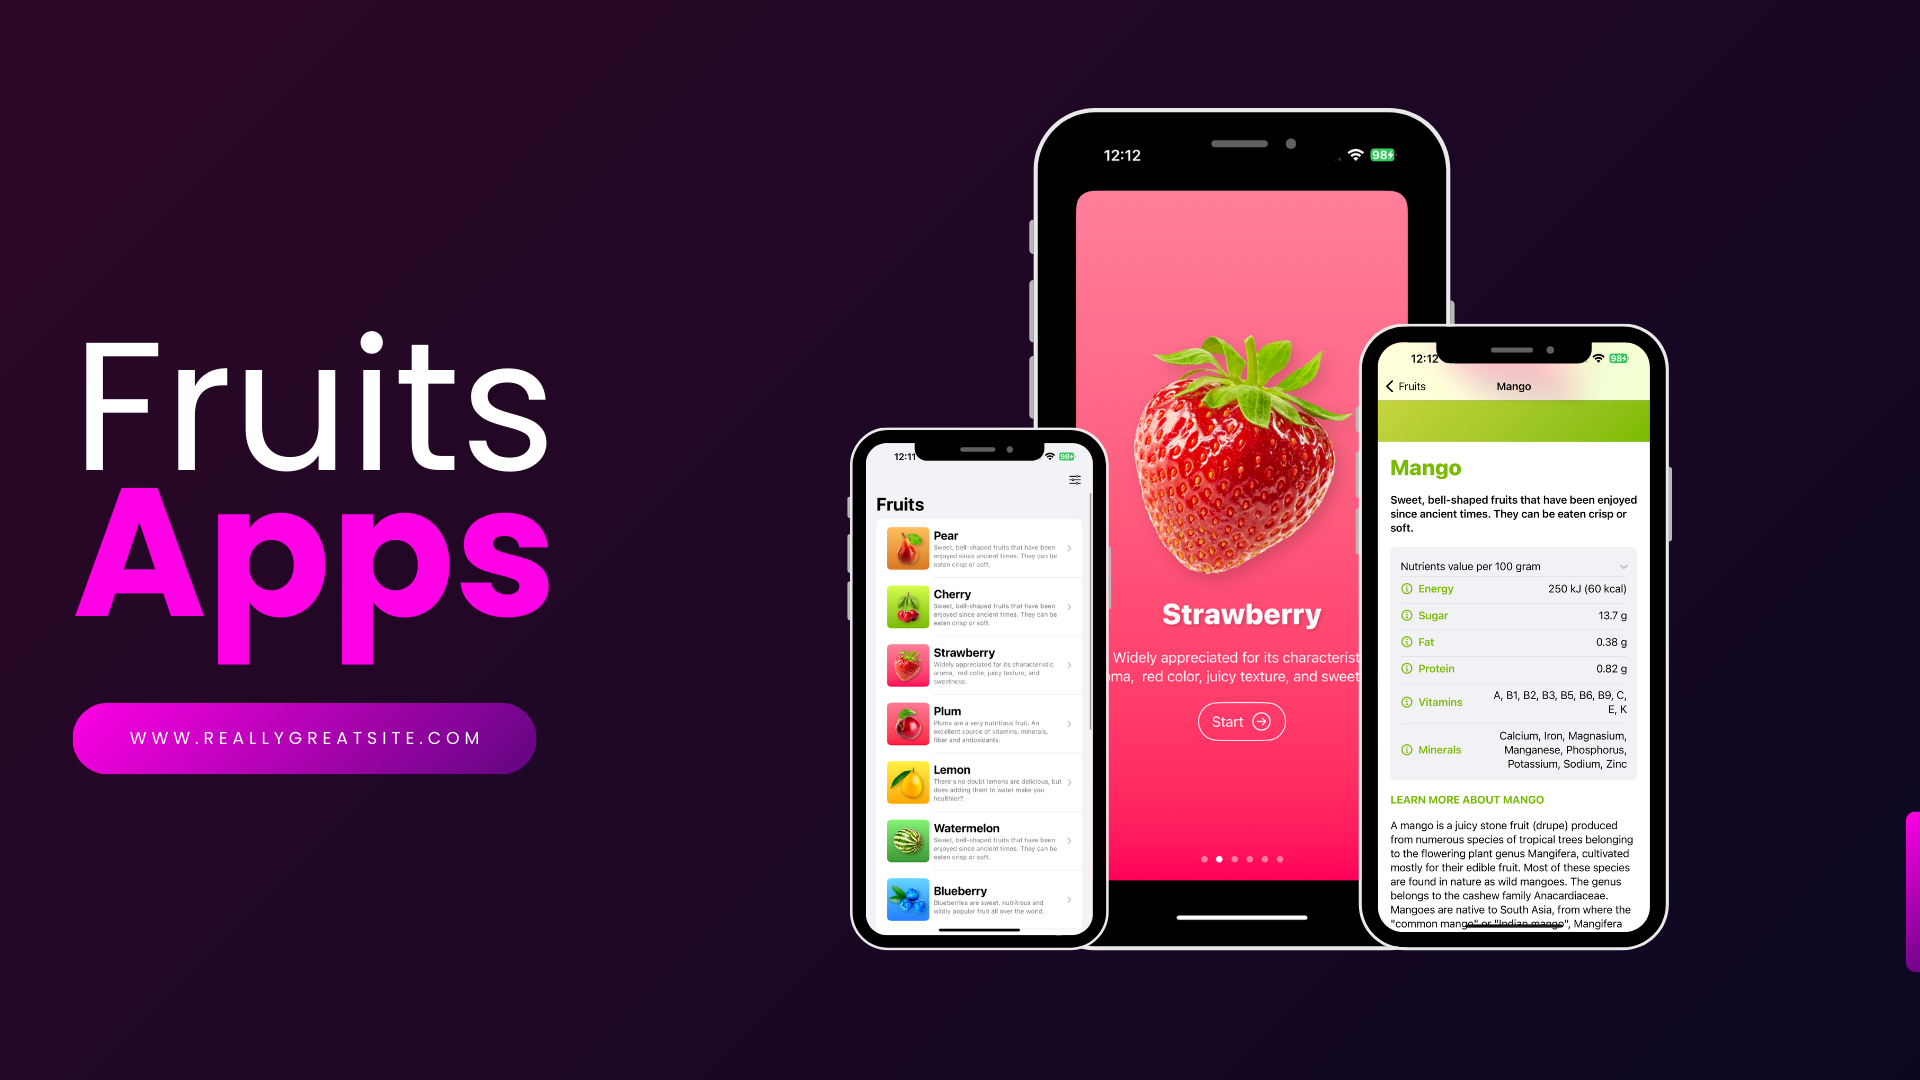 Fruits
Apps
WWW.REALLYGREATSITE.COM
12:11
98
Fruits
Pear
Sweet, bell-shaped fruits that have been
enjoyed since ancient times. They can be
eaten crisp or soft.
Cherry
Sweet, bell-shaped fruits that have been
enjoyed since ancient times. They can be
eaten crisp or soft.
Strawberry
Widely appreciated for its characteristic
aroma,  red color, juicy texture, and
sweetness.
Plum
Plums are a very nutritious fruit. An
excellent source of vitamins, minerals,
fiber and antioxidants.
Lemon
There's no doubt lemons are delicious, but
does adding them to water make you
healthier?
Watermelon
Sweet, bell-shaped fruits that have been
enjoyed since ancient times. They can be
eaten crisp or soft.
Blueberry
Blueberries are sweet, nutritious and
wildly popular fruit all over the world.
12:12
98
Strawberry
Widely appreciated for its characterist
oma,  red color, juicy texture, and sweet
Start
12:12
98
Fruits
Mango
Mango
Sweet, bell-shaped fruits that have been enjoyed
since ancient times. They can be eaten crisp or
soft.
Nutrients value per 100 gram
Energy 250 kJ (60 kcal)
Sugar 13.7 g
Fat 0.38 g
Protein 0.82 g
Vitamins A, B1, B2, B3, B5, B6, B9, C,
E, K
Minerals Calcium, Iron, Magnasium,
Manganese, Phosphorus,
Potassium, Sodium, Zinc
LEARN MORE ABOUT MANGO
A mango is a juicy stone fruit (drupe) produced
from numerous species of tropical trees belonging
to the flowering plant genus Mangifera, cultivated
mostly for their edible fruit. Most of these species
are found in nature as wild mangoes. The genus
belongs to the cashew family Anacardiaceae.
Mangoes are native to South Asia, from where the
"common mango" or "Indian mango", Mangifera